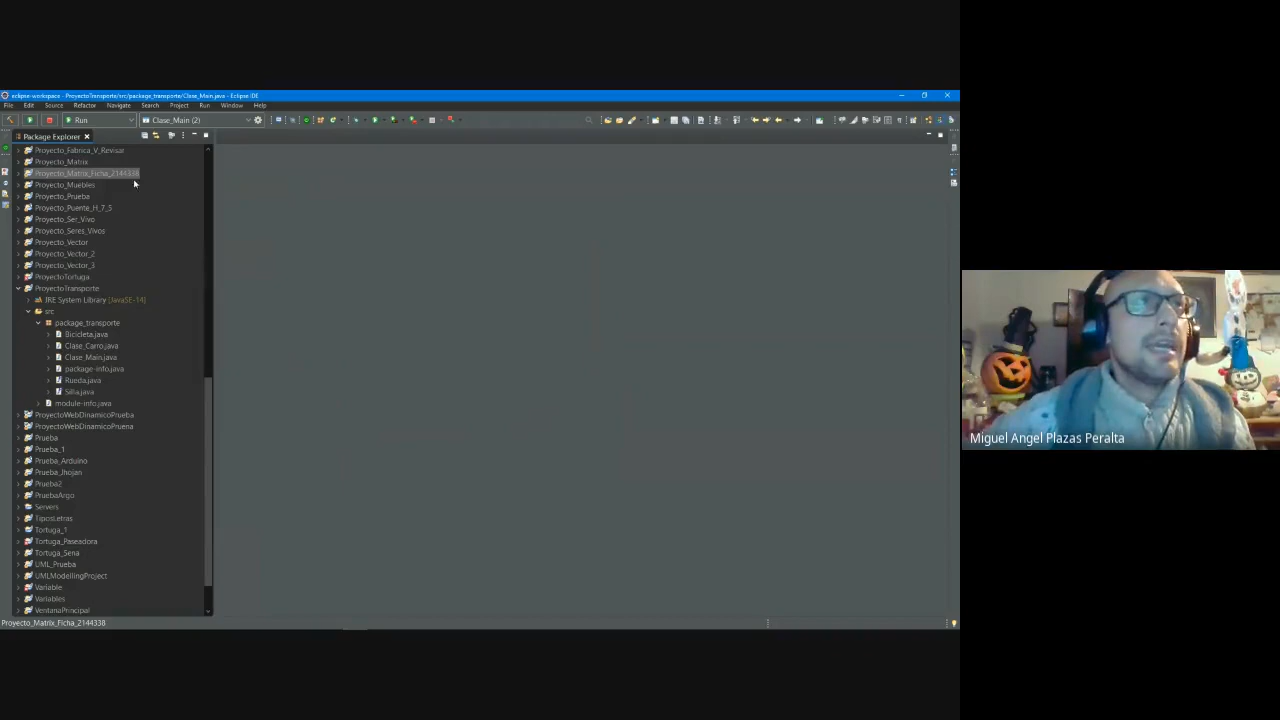 eclipse-workspace - ProyectoTransporte/src/package_transporte/Clase_Main.java - Eclipse IDE
File Edit Source Refactor Navigate Search Project Run Window Help
Run Clase_Main (2)
Package Explorer
Proyecto_Fabrica_V_Revisar
Proyecto_Matrix
Proyecto_Matrix_Ficha_2144338
Proyecto_Muebles
Proyecto_Prueba
Proyecto_Puente_H_7_5
Proyecto_Ser_Vivo
Proyecto_Seres_Vivos
Proyecto_Vector
Proyecto_Vector_2
Proyecto_Vector_3
ProyectoTortuga
ProyectoTransporte
JRE System Library [JavaSE-14]
src
package_transporte
Bicicleta.java
Clase_Carro.java
Clase_Main.java
package-info.java
Rueda.java
Silla.java
module-info.java
ProyectoWebDinamicoPrueba
ProyectoWebDinamicoPruena
Prueba
Prueba_1
Prueba_Arduino
Prueba_Jhojan
Prueba2
PruebaArgo
Servers
TiposLetras
Tortuga_1
Tortuga_Paseadora
Tortuga_Sena
UML_Prueba
UMLModellingProject
Variable
Variables
VentanaPrincipal
Proyecto_Matrix_Ficha_2144338
Miguel Angel Plazas Peralta